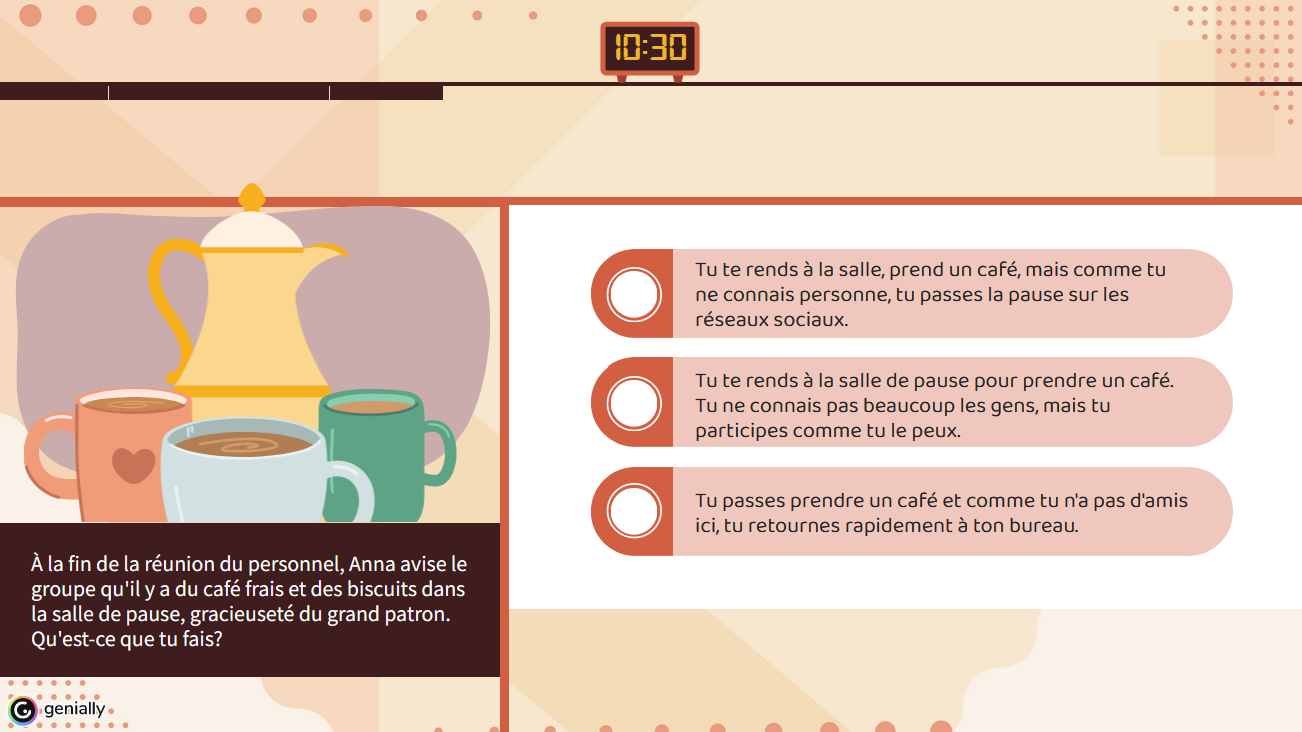 10:30
À la fin de la réunion du personnel, Anna avise le
groupe qu'il y a du café frais et des biscuits dans
la salle de pause, gracieuseté du grand patron.
Qu'est-ce que tu fais?
Tu te rends à la salle, prend un café, mais comme tu
ne connais personne, tu passes la pause sur les
réseaux sociaux.
Tu te rends à la salle de pause pour prendre un café.
Tu ne connais pas beaucoup les gens, mais tu
participes comme tu le peux.
Tu passes prendre un café et comme tu n'a pas d'amis
ici, tu retournes rapidement à ton bureau.
genially